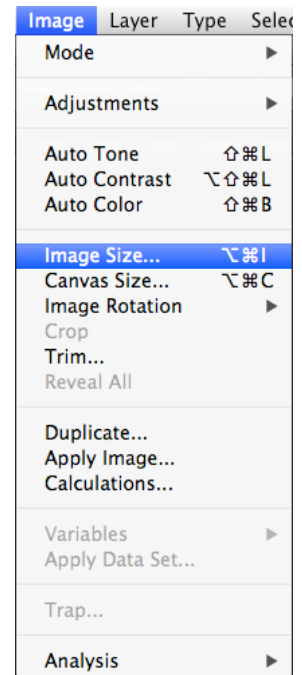 Image Layer Type Selec
Mode ▶
Adjustments ▶
Auto Tone ⇧⌘L
Auto Contrast ⌥⇧⌘L
Auto Color ⇧⌘B
Image Size... ⌥⌘I
Canvas Size... ⌥⌘C
Image Rotation ▶
Crop
Trim...
Reveal All
Duplicate...
Apply Image...
Calculations...
Variables ▶
Apply Data Set...
Trap...
Analysis ▶